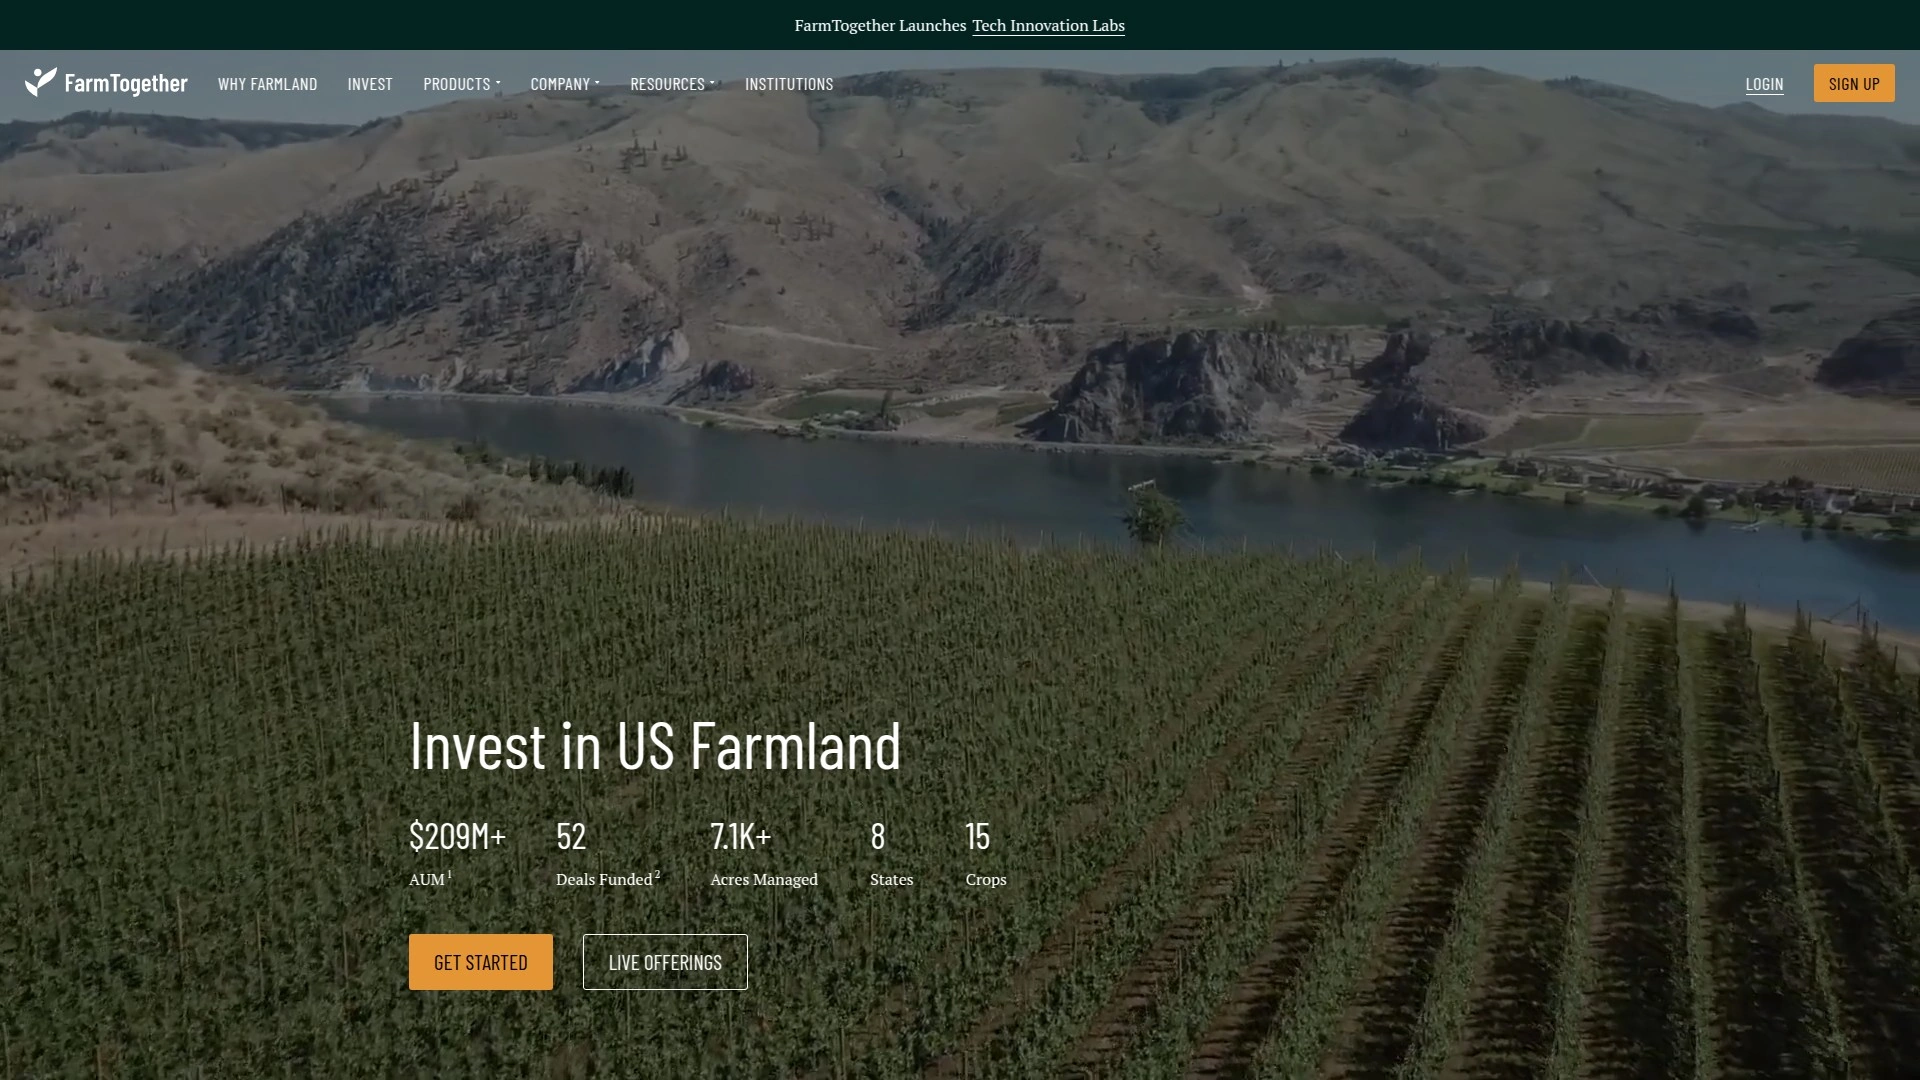 FarmTogether Launches Tech Innovation Labs
FarmTogether WHY FARMLAND INVEST PRODUCTS COMPANY RESOURCES INSTITUTIONS LOGIN SIGN UP
Invest in US Farmland
$209M+ 52 7.1K+ 8 15
AUM 1 Deals Funded 2 Acres Managed States Crops
GET STARTED LIVE OFFERINGS